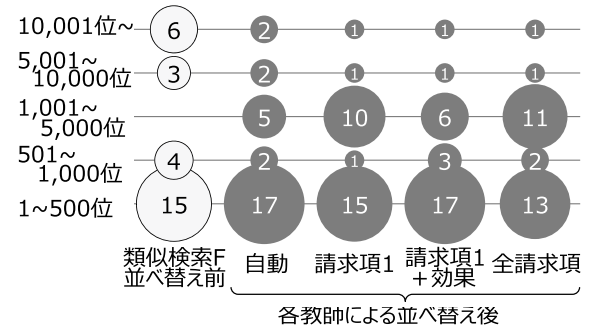 10,001位~ 6 2 1 1 1
5,001~
10,000位 3 2 1 1 1
1,001~
5,000位 5 10 6 11
501~
1,000位 4 2 1 3 2
1~500位 15 17 15 17 13
類似検索F
並べ替え前
自動
請求項1
請求項1
+効果
全請求項
各教師による並べ替え後